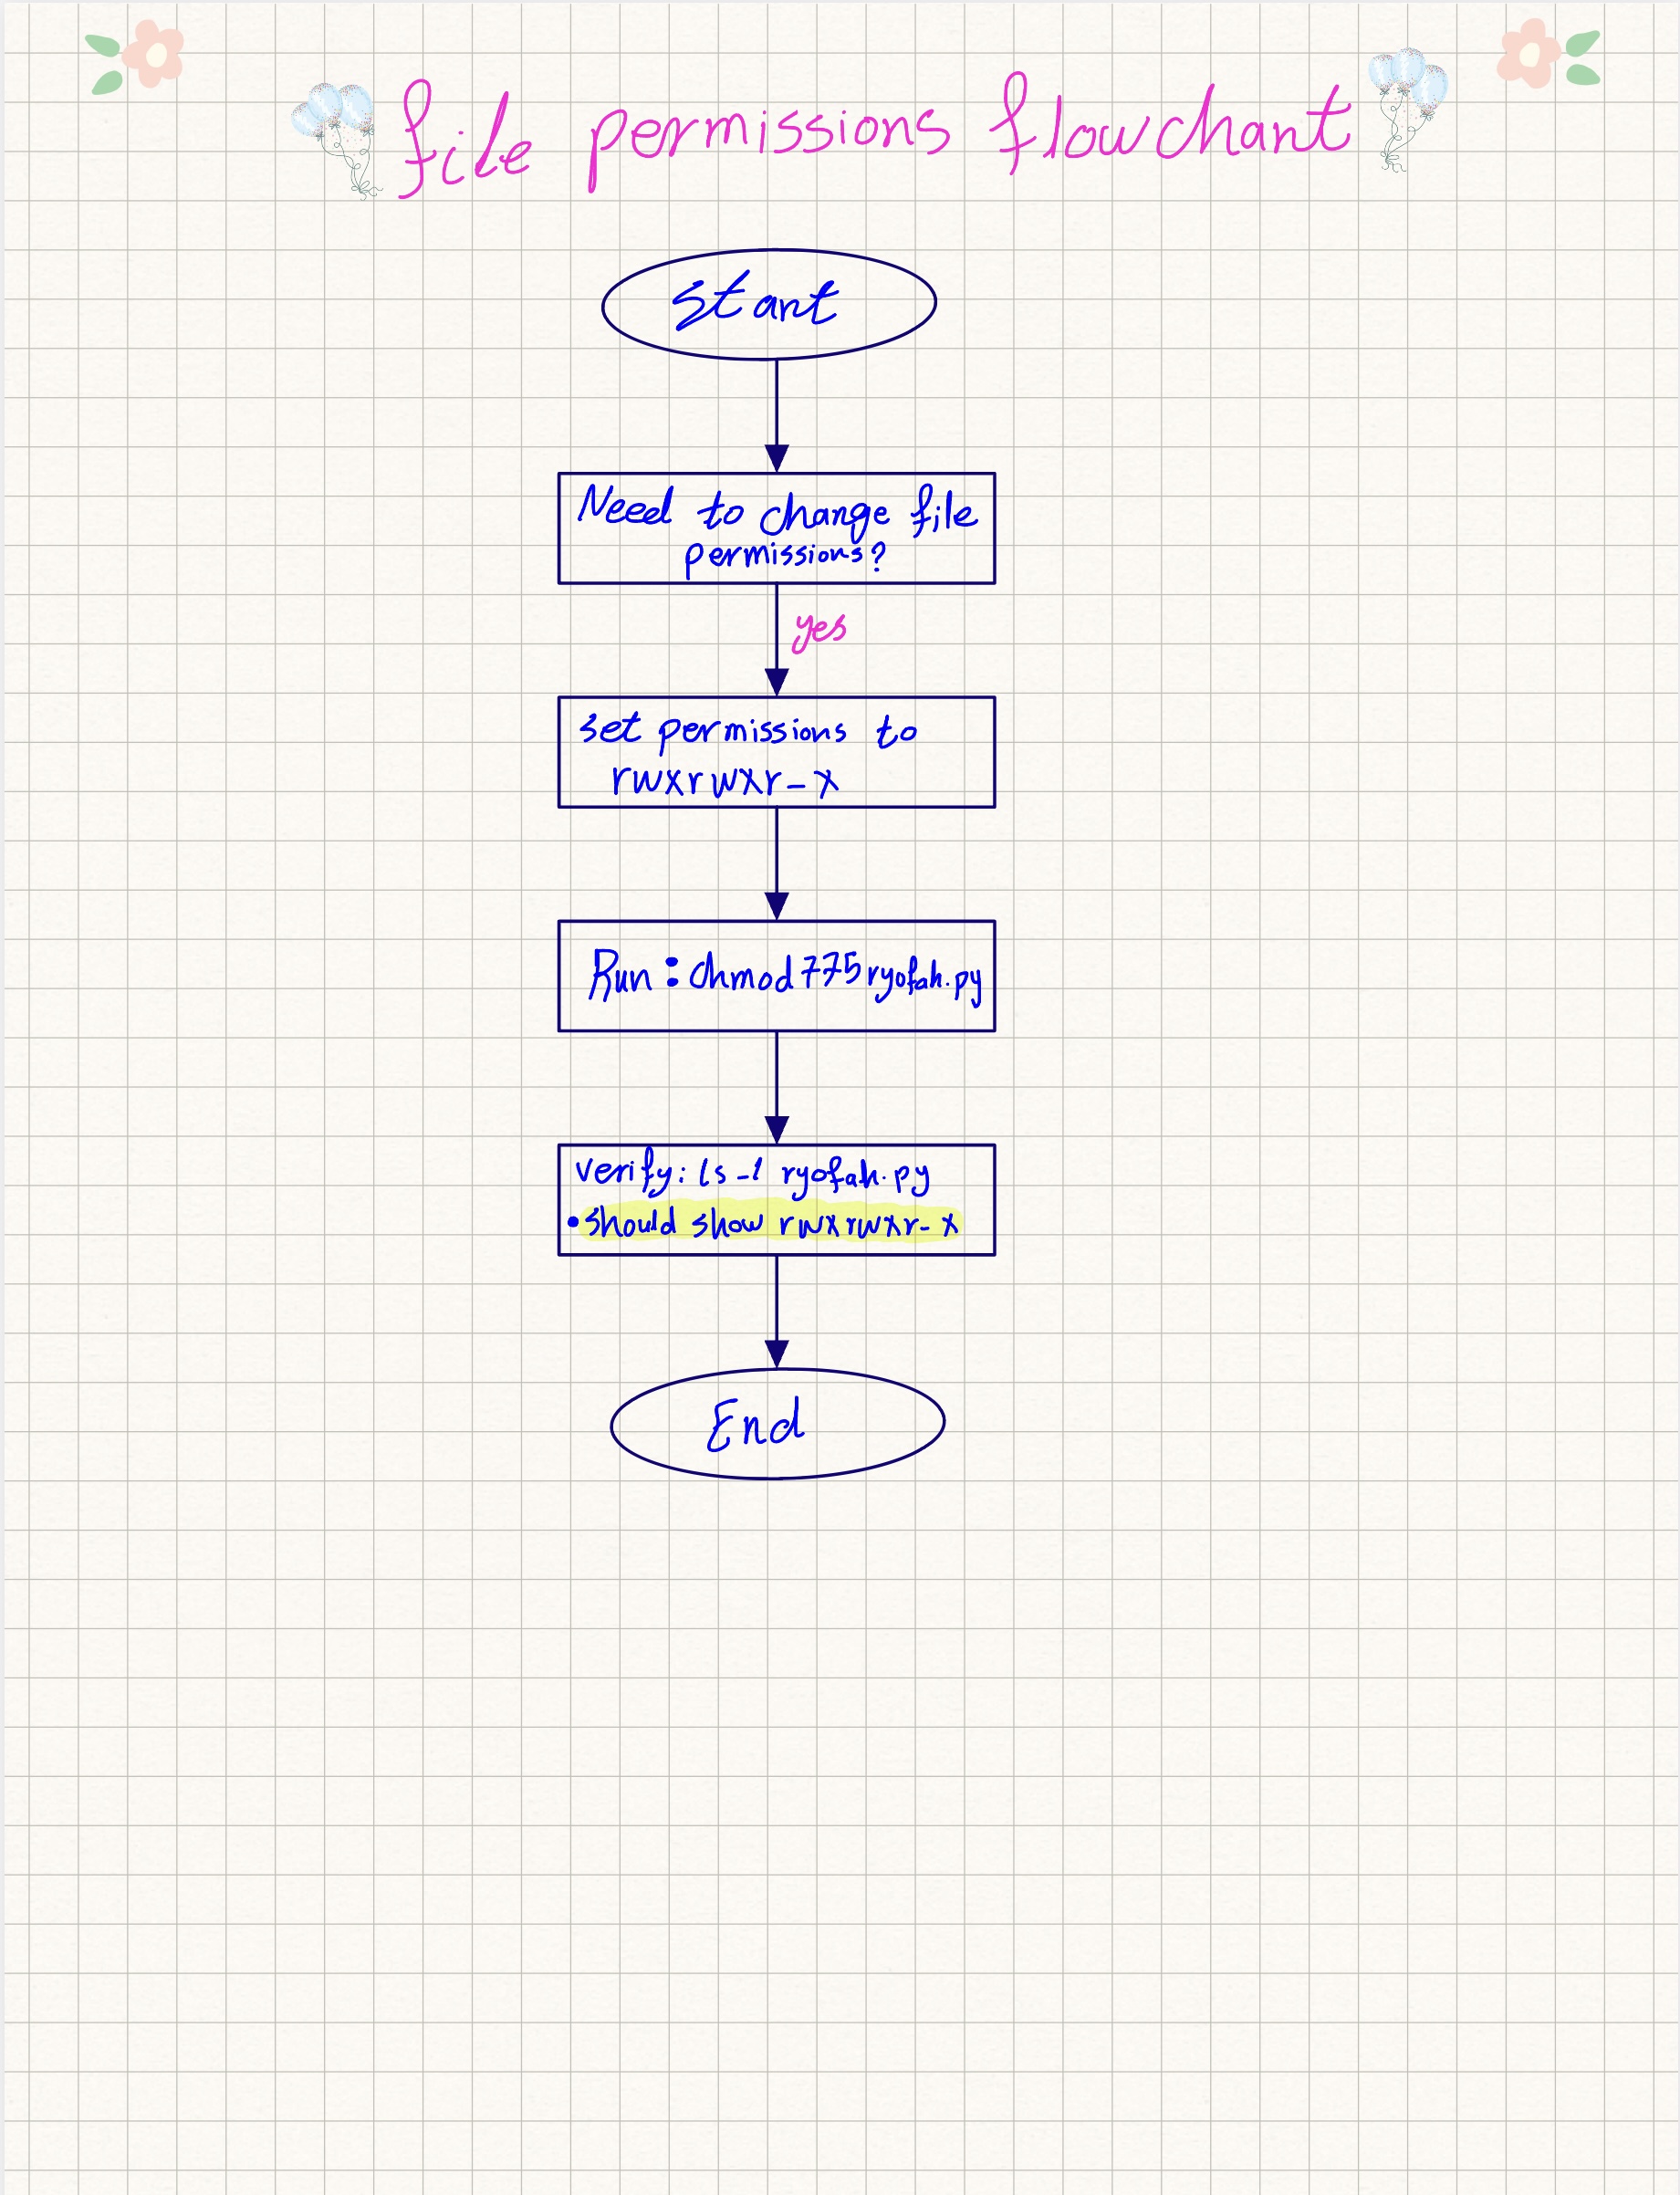 file permissions flowchart
start
Need to change file
permissions?
yes
set permissions to
rwxrwxr-x
Run: chmod 775 ryofah.py
verify: ls -l ryofah.py
• should show rwxrwxr-x
End